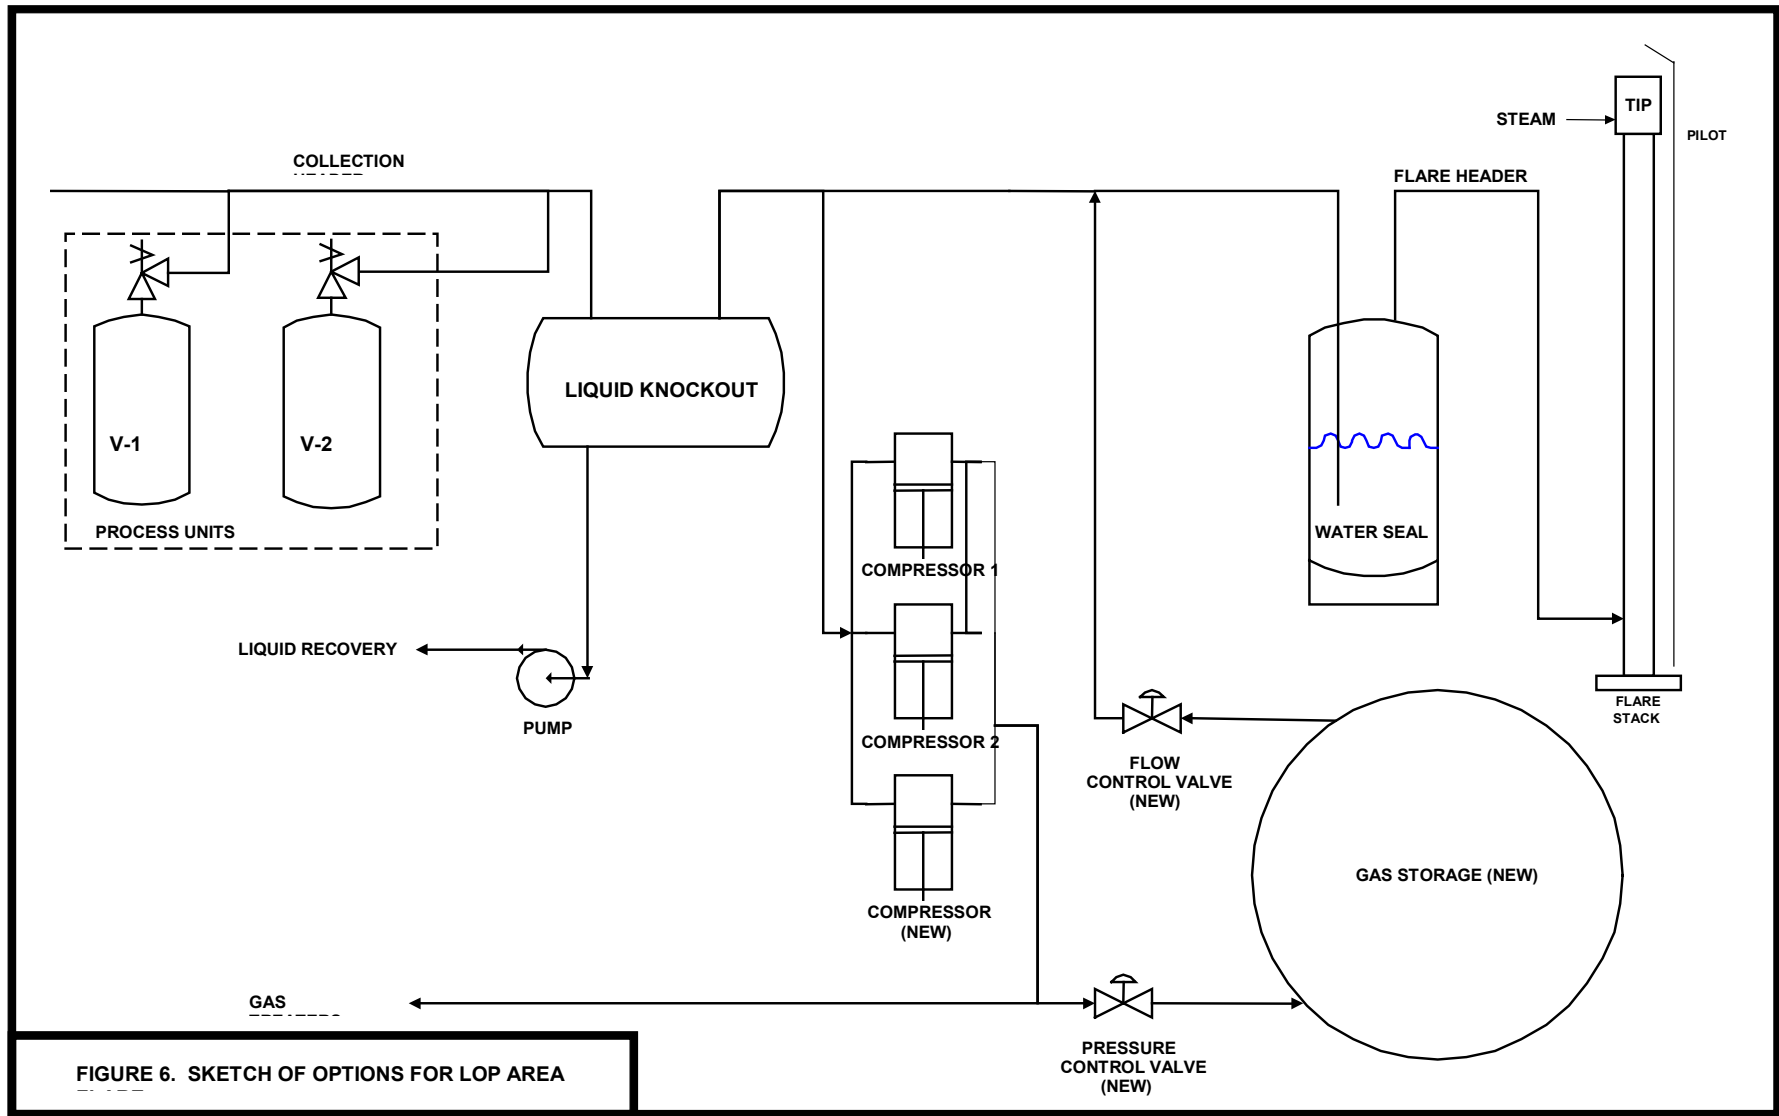 TIP
STEAM
PILOT
COLLECTION
FLARE HEADER
LIQUID KNOCKOUT
V-1
V-2
PROCESS UNITS
WATER SEAL
COMPRESSOR 1
LIQUID RECOVERY
PUMP
COMPRESSOR 2
FLARE
STACK
FLOW
CONTROL VALVE
(NEW)
GAS STORAGE (NEW)
COMPRESSOR
(NEW)
GAS
PRESSURE
CONTROL VALVE
(NEW)
FIGURE 6.  SKETCH OF OPTIONS FOR LOP AREA